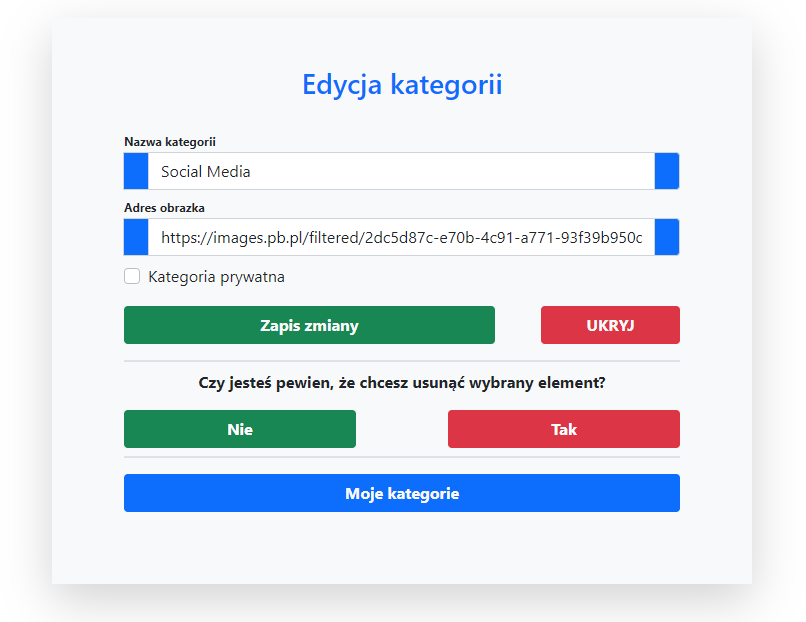 Edycja kategorii
Nazwa kategorii
Social Media
Adres obrazka
https://images.pb.pl/filtered/2dc5d87c-e70b-4c91-a771-93f39b950c
Kategoria prywatna
Zapis zmiany UKRYJ
Czy jesteś pewien, że chcesz usunąć wybrany element?
Nie Tak
Moje kategorie